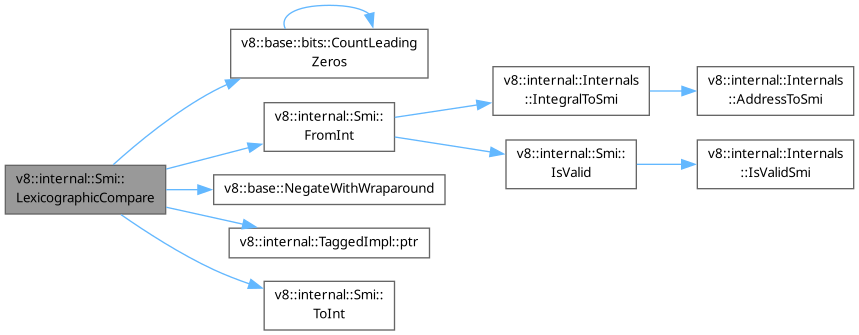 v8::base::bits::CountLeading
Zeros
v8::internal::Internals
::IntegralToSmi
v8::internal::Internals
::AddressToSmi
v8::internal::Smi::
FromInt
v8::internal::Smi::
IsValid
v8::internal::Internals
::IsValidSmi
v8::internal::Smi::
LexicographicCompare
v8::base::NegateWithWraparound
v8::internal::TaggedImpl::ptr
v8::internal::Smi::
ToInt